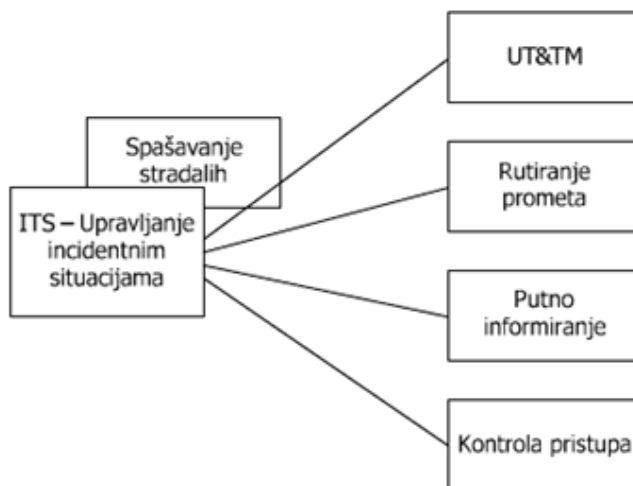 UT&TM
Spašavanje
stradalih
ITS – Upravljanje
incidentnim
situacijama
Rutiranje
prometa
Putno
informiranje
Kontrola pristupa